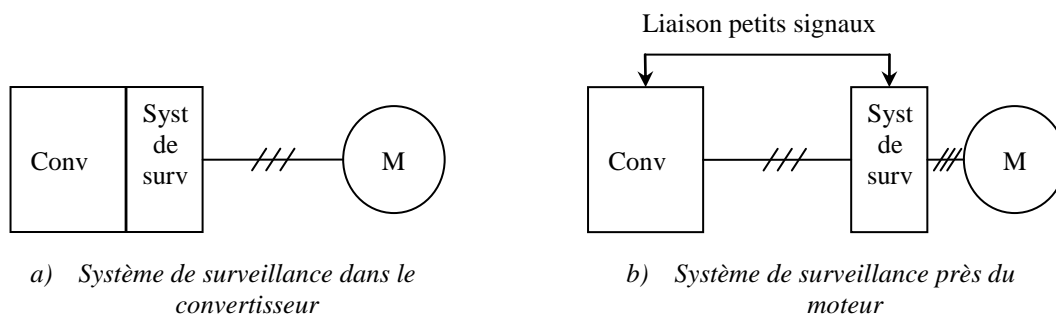 Liaison petits signaux
Conv
Syst
de
surv
M
Conv
Syst
de
surv
M
a) Système de surveillance dans le
convertisseur
b) Système de surveillance près du
moteur